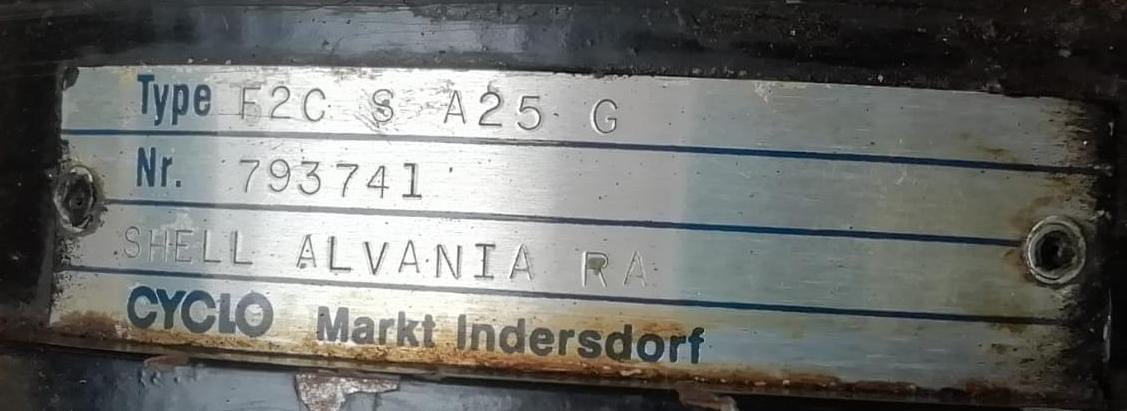 Type F2C S A25 G
Nr. 793741
SHELL ALVANIA RA
CYCLO Markt Indersdorf